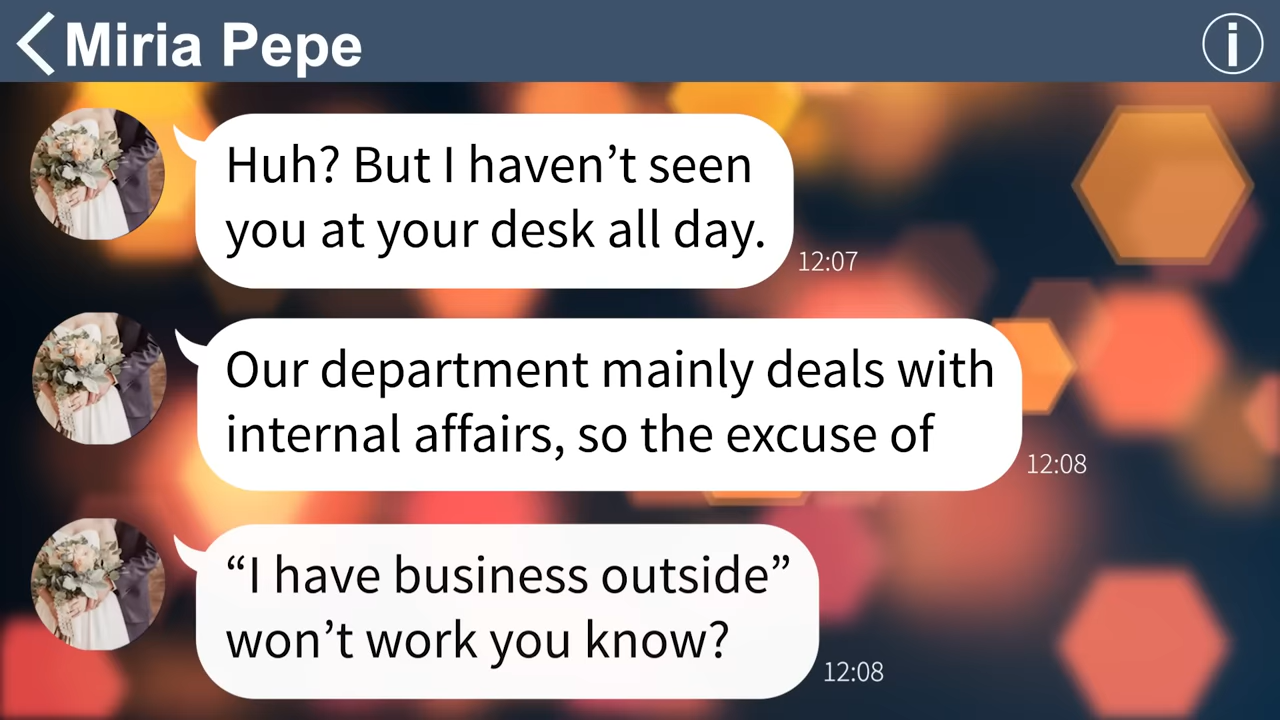 Miria Pepe
Huh? But I haven’t seen
you at your desk all day.
12:07
Our department mainly deals with
internal affairs, so the excuse of
12:08
“I have business outside”
won’t work you know?
12:08